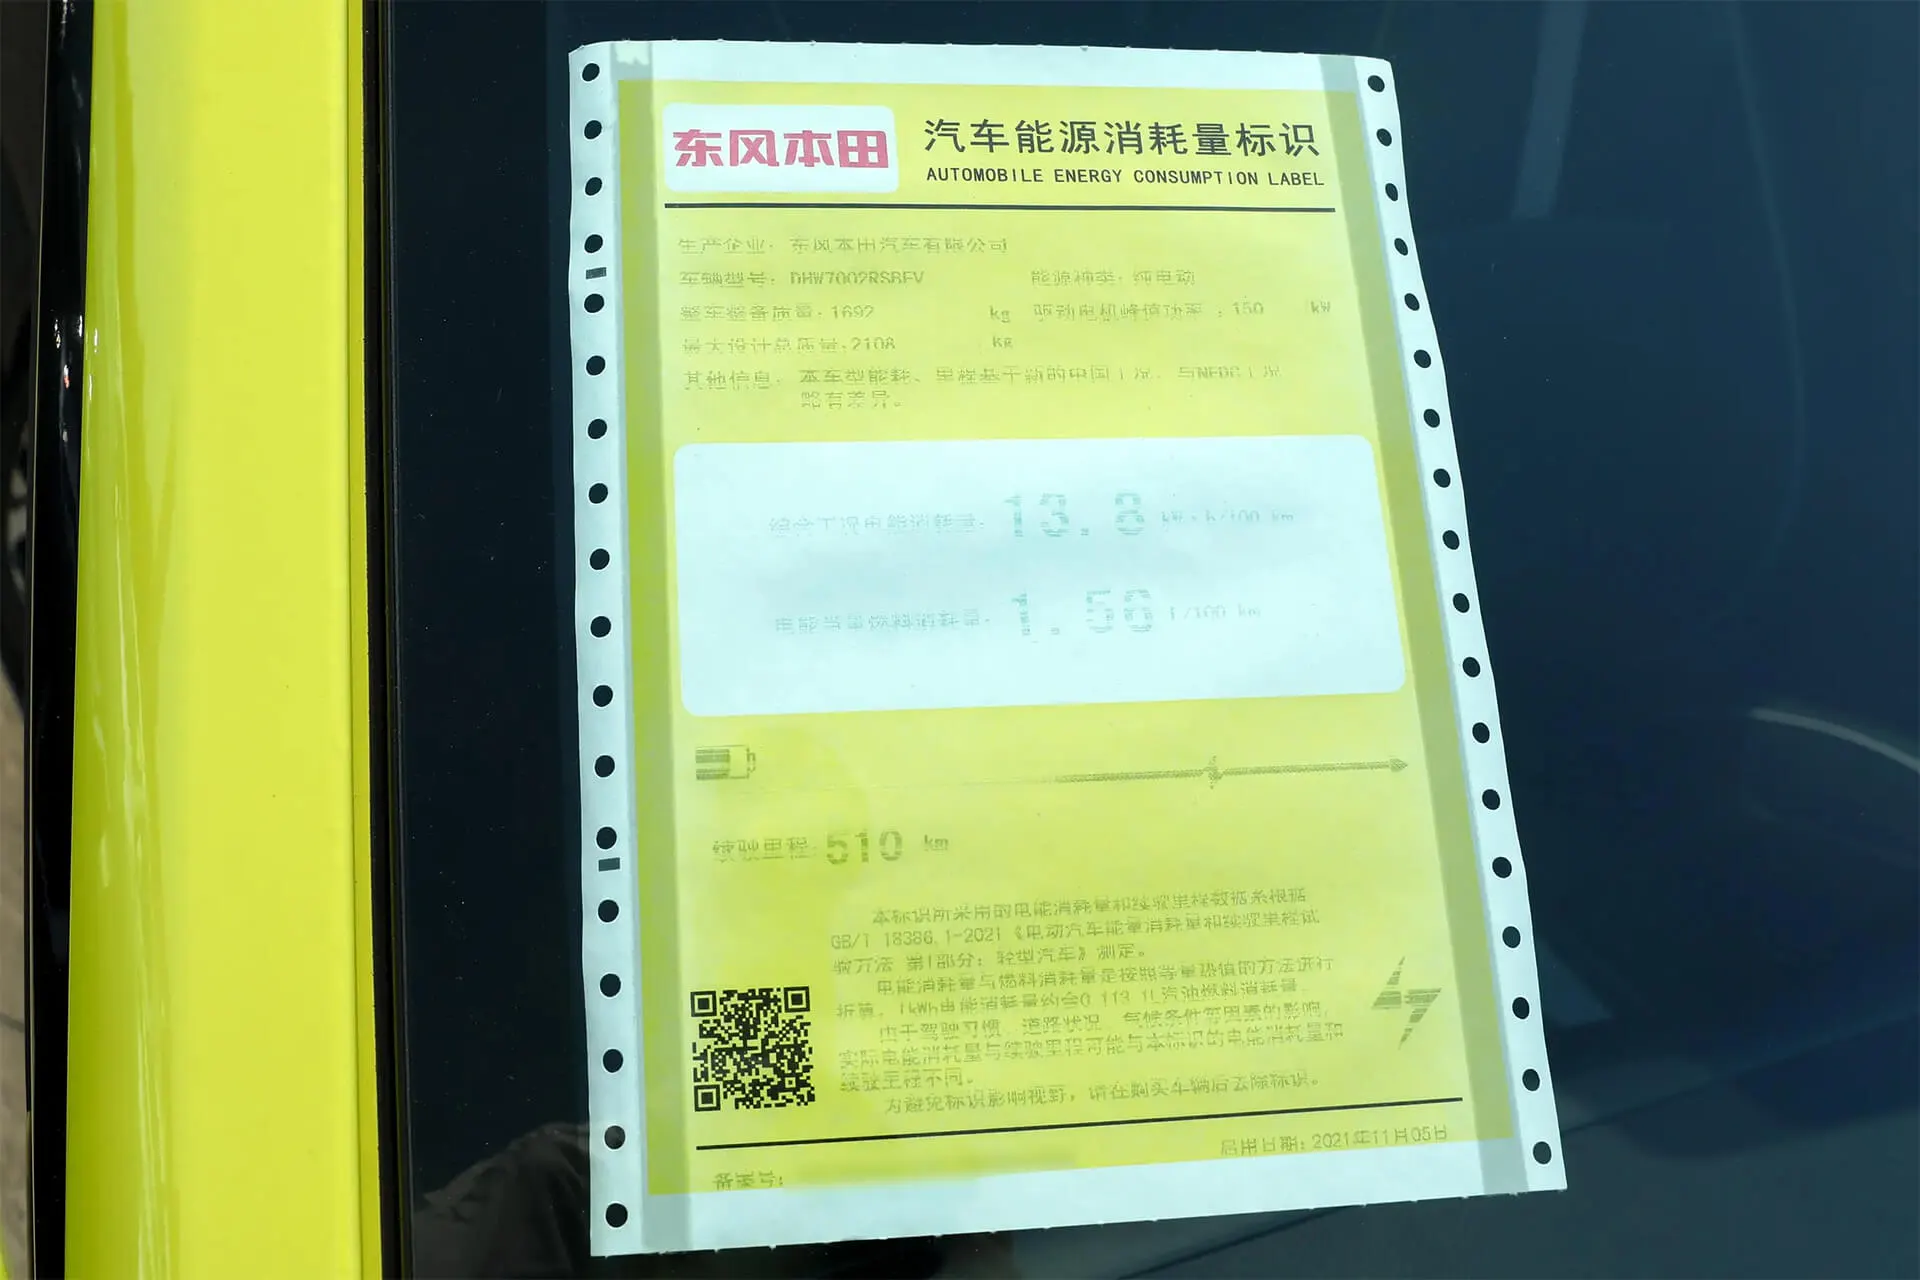 东风本田
汽车能源消耗量标识
AUTOMOBILE ENERGY CONSUMPTION LABEL
生产企业：东风本田汽车有限公司
车辆型号：DHW7002RSBEV 能源种类：纯电动
整车整备质量：1692 kg 驱动电机峰值功率：150 kW
最大设计总质量：2108 kg
其他信息：本车型能耗、里程基于新的中国工况，与NEDC工况
略有差异。
综合工况电能消耗量：13.8 kW·h/100 km
电能当量燃料消耗量：1.56 L/100 km
续驶里程：510 km
本标识所采用的电能消耗量和续驶里程数据系根据
GB/T 18386.1-2021《电动汽车能量消耗量和续驶里程试
验方法 第1部分：轻型汽车》测定。
电能消耗量与燃料消耗量是按照等量热值的方法进行
折算，1kWh电能消耗量约合0.113 1L汽油燃料消耗量。
由于驾驶习惯、道路状况、气候条件等因素的影响，
实际电能消耗量与续驶里程可能与本标识的电能消耗量和
续驶里程不同。
为避免标识影响视野，请在购买车辆后去除标识。
启用日期：2021年11月05日
备案号：